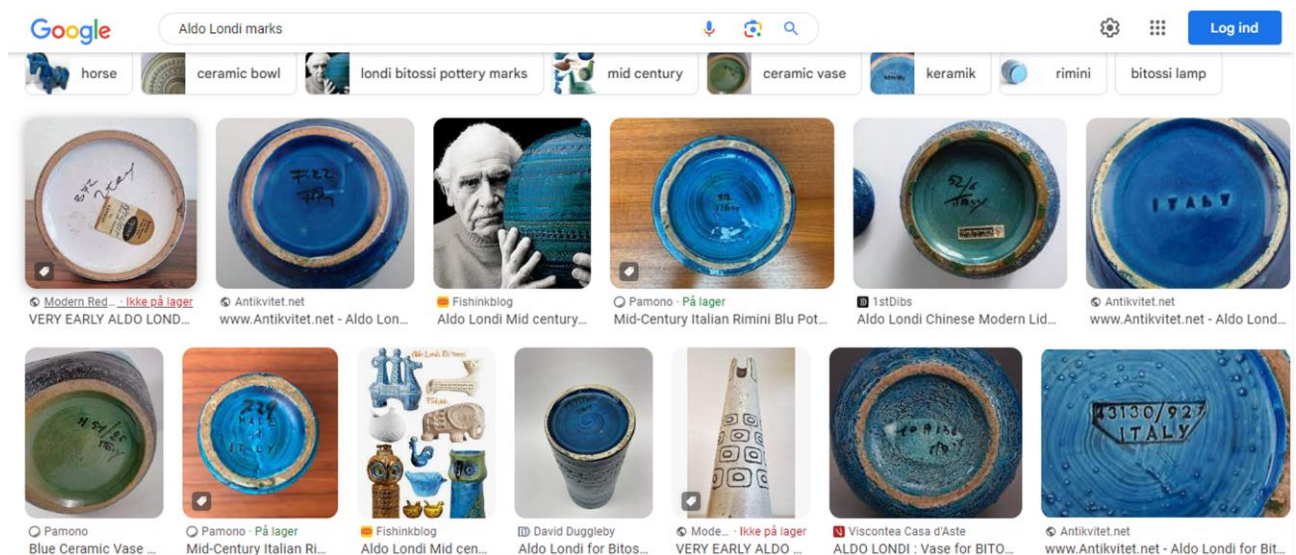 Google
Aldo Londi marks
Log ind
horse
ceramic bowl
londi bitossi pottery marks
mid century
ceramic vase
keramik
rimini
bitossi lamp
Modern Red... · Ikke på lager
VERY EARLY ALDO LOND...
Antikvitet.net
www.Antikvitet.net - Aldo Lon...
Fishinkblog
Aldo Londi Mid century...
Pamono · På lager
Mid-Century Italian Rimini Blu Pot...
1stDibs
Aldo Londi Chinese Modern Lid...
Antikvitet.net
www.Antikvitet.net - Aldo Lond...
ITALY
Pamono
Blue Ceramic Vase ...
Pamono · På lager
Mid-Century Italian Ri...
Fishinkblog
Aldo Londi Mid cen...
David Duggleby
Aldo Londi for Bitos...
Mode... · Ikke på lager
VERY EARLY ALDO ...
Viscontea Casa d'Aste
ALDO LONDI : Vase for BITO...
Antikvitet.net
www.Antikvitet.net - Aldo Londi for Bit...
224
MADE
IN
ITALY
43130/927
ITALY